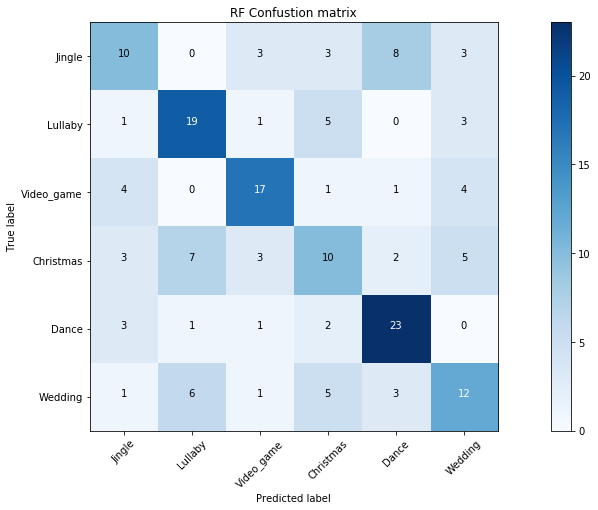 RF Confustion matrix
Jingle 10 0 3 3 8 3
Lullaby 1 19 1 5 0 3
Video_game 4 0 17 1 1 4
Christmas 3 7 3 10 2 5
Dance 3 1 1 2 23 0
Wedding 1 6 1 5 3 12
True label
Jingle Lullaby Video_game Christmas Dance Wedding
Predicted label
20
15
10
5
0